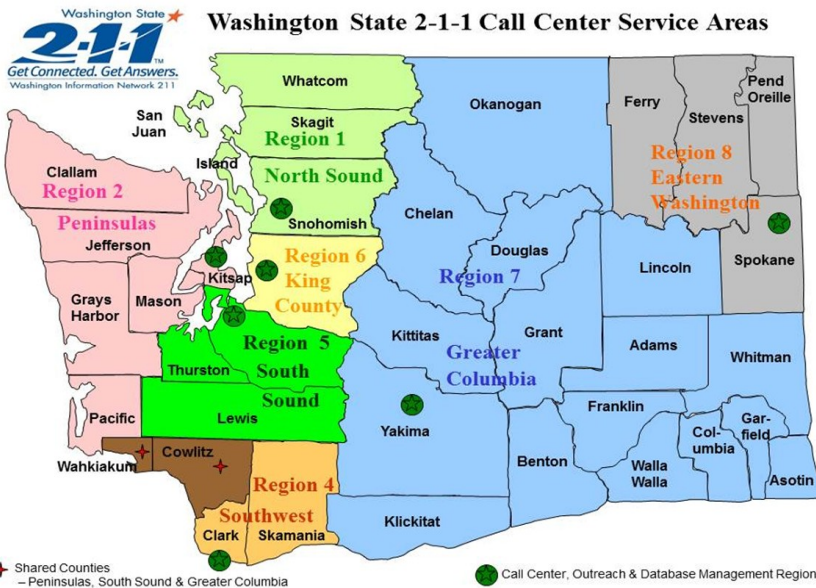 Washington State
2-1-1
TM
Get Connected. Get Answers.
Washington Information Network 211
Washington State 2-1-1 Call Center Service Areas
Whatcom
San
Juan
Skagit
Region 1
Island
North Sound
Snohomish
Clallam
Region 2
Peninsulas
Jefferson
Kitsap
Grays
Harbor
Mason
Region 6
King
County
Region 5
South
Sound
Thurston
Lewis
Pacific
Wahkiakum
Cowlitz
Region 4
Southwest
Clark
Skamania
Okanogan
Chelan
Douglas
Region 7
Kittitas
Grant
Greater
Columbia
Yakima
Klickitat
Benton
Ferry
Stevens
Pend
Oreille
Region 8
Eastern
Washington
Spokane
Lincoln
Adams
Whitman
Franklin
Walla
Walla
Col-
umbia
Gar-
field
Asotin
Shared Counties
– Peninsulas, South Sound & Greater Columbia
Call Center, Outreach & Database Management Region